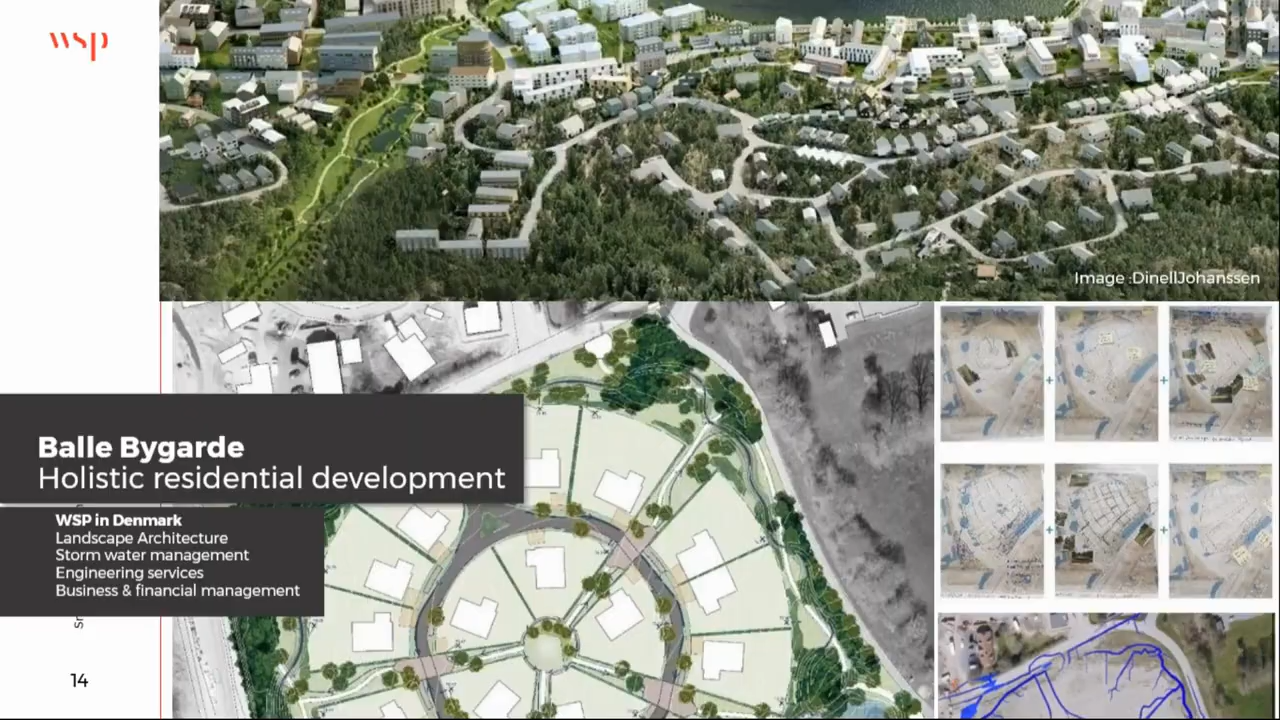 wsp
Image :DinellJohanssen
Balle Bygarde
Holistic residential development
WSP in Denmark
Landscape Architecture
Storm water management
Engineering services
Business & financial management
14